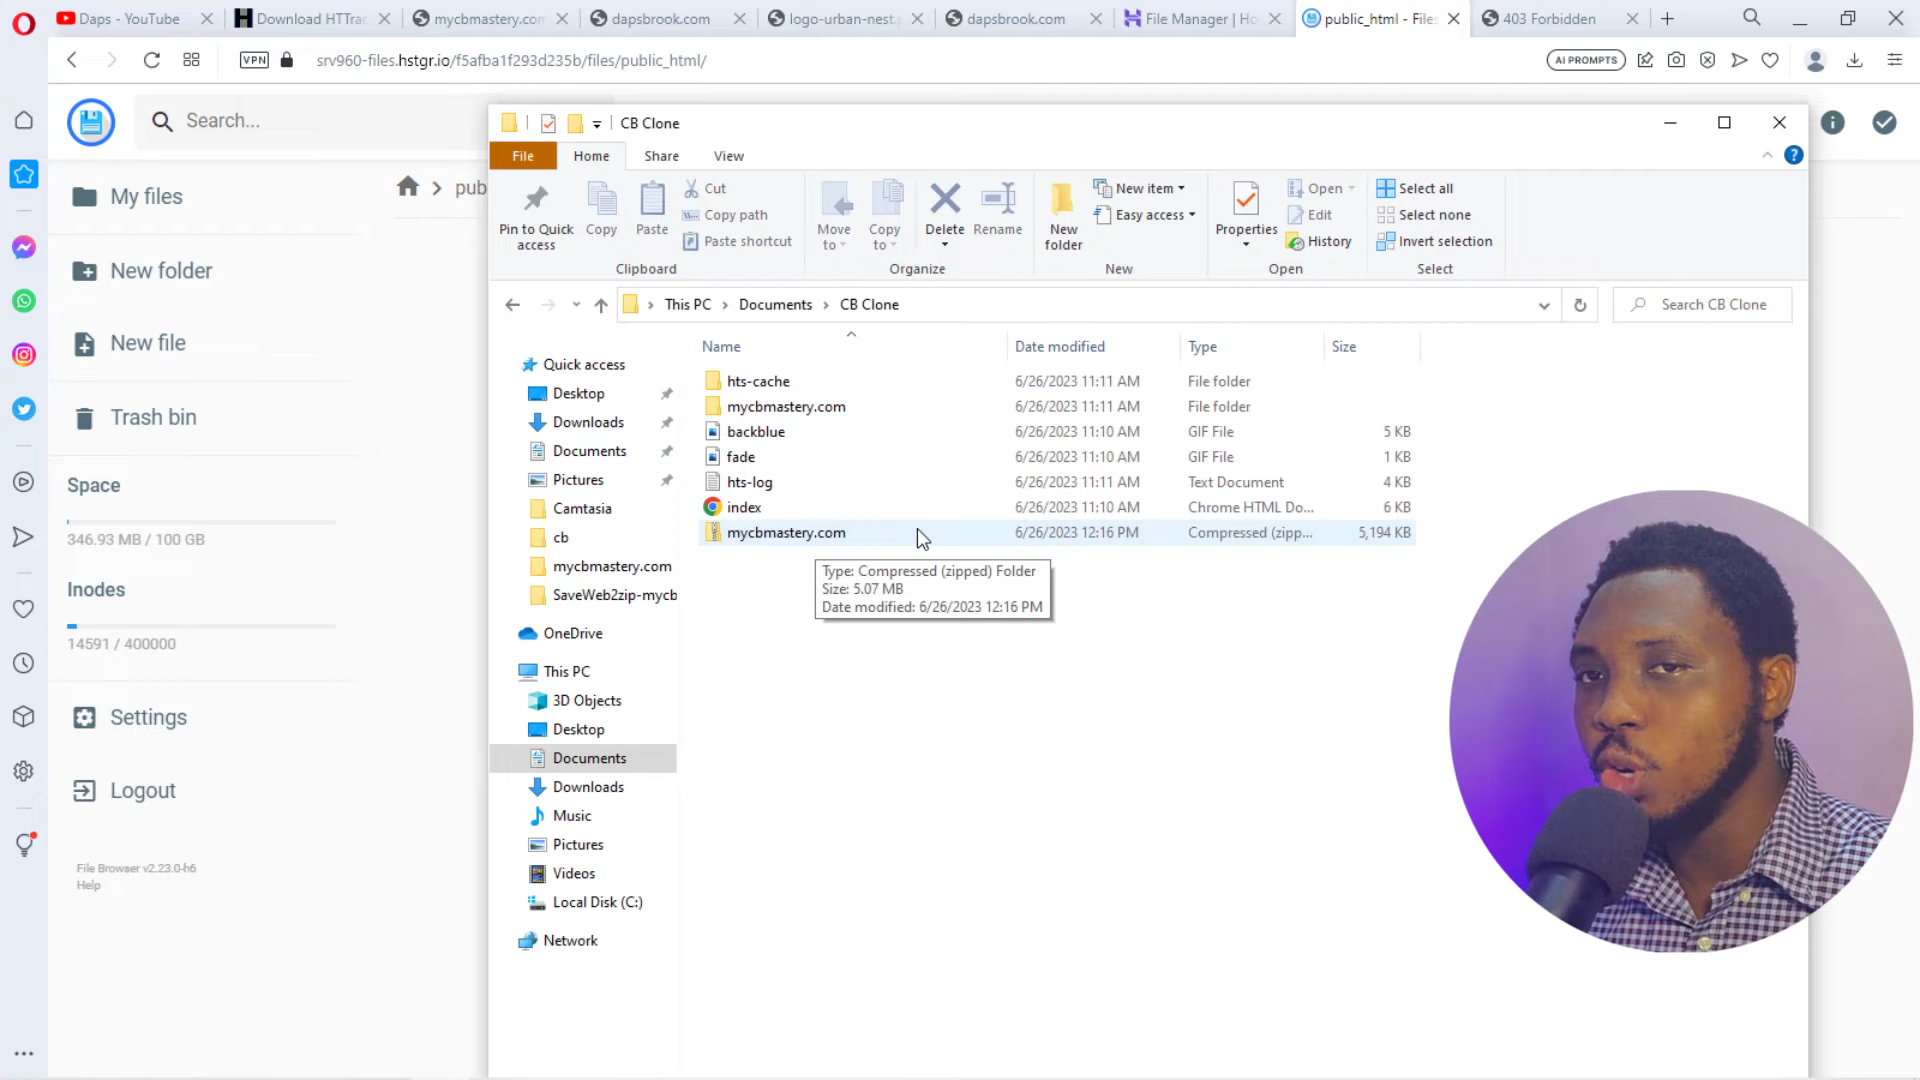 Daps - YouTube
Download HTTrac
mycbmastery.com
dapsbrook.com
logo-urban-nest.p
dapsbrook.com
File Manager | Ho
public_html - Files
403 Forbidden
VPN
srv960-files.hstgr.io/f5afba1f293d235b/files/public_html/
AI PROMPTS
Search...
My files
New folder
New file
Trash bin
Space
346.93 MB / 100 GB
Inodes
14591 / 400000
Settings
Logout
File Browser v2.23.0-h6
Help
pub
CB Clone
File
Home
Share
View
Pin to Quick access
Copy
Paste
Cut
Copy path
Paste shortcut
Clipboard
Move to
Copy to
Delete
Rename
Organize
New folder
New item
Easy access
New
Properties
Open
Edit
History
Open
Select all
Select none
Invert selection
Select
This PC > Documents > CB Clone
Search CB Clone
Name Date modified Type Size
hts-cache 6/26/2023 11:11 AM File folder
mycbmastery.com 6/26/2023 11:11 AM File folder
backblue 6/26/2023 11:10 AM GIF File 5 KB
fade 6/26/2023 11:10 AM GIF File 1 KB
hts-log 6/26/2023 11:11 AM Text Document 4 KB
index 6/26/2023 11:10 AM Chrome HTML Do... 6 KB
mycbmastery.com 6/26/2023 12:16 PM Compressed (zipp... 5,194 KB
Type: Compressed (zipped) Folder
Size: 5.07 MB
Date modified: 6/26/2023 12:16 PM
Quick access
Desktop
Downloads
Documents
Pictures
Camtasia
cb
mycbmastery.com
SaveWeb2zip-mycb
OneDrive
This PC
3D Objects
Desktop
Documents
Downloads
Music
Pictures
Videos
Local Disk (C:)
Network